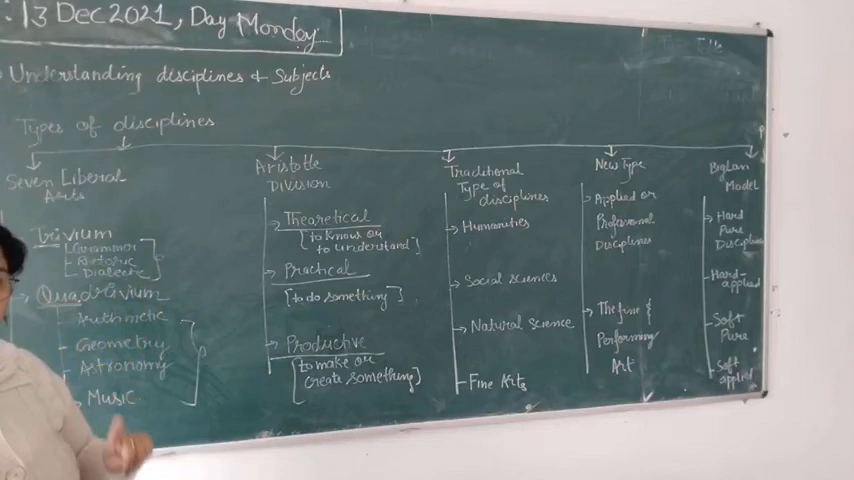 : 13 Dec 2021, Day Monday
Understanding disciplines & Subjects
Types of disciplines
Seven Liberal
Arts
Trivium
Grammar
Rhetoric
Dialectic
Quadrivium
Arithmetic
Geometry
Astronomy
Music
Aristotle
Division
Thearetical
[to know or
to understand]
Practical
[to do something]
Productive
[to make or
create something]
Traditional
Type of
disciplines
Humanities
Social sciences
Natural Science
Fine Arts
New Type
Applied or
Professional
Disciplines
The fine &
Performing
Art
Biglan
Model
Hard
Pure
Disciplines
Hard-
applied
Soft
Pure
Soft
applied